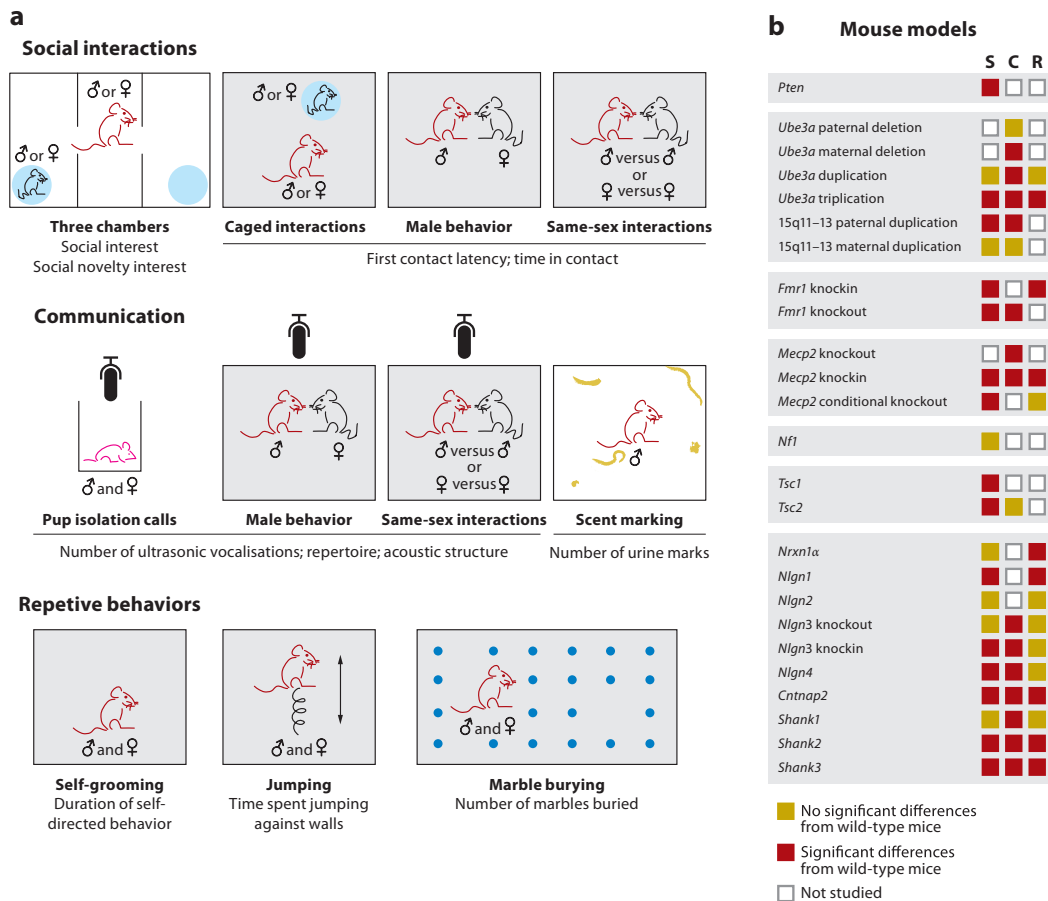 a
Social interactions
♂ or ♀
♂ or ♀
Three chambers
Social interest
Social novelty interest
♂ or ♀
♂ or ♀
Caged interactions
♂ ♀
Male behavior
♂ versus ♂
or
♀ versus ♀
Same-sex interactions
First contact latency; time in contact
Communication
♂ and ♀
Pup isolation calls
♂ ♀
Male behavior
♂ versus ♂
or
♀ versus ♀
Same-sex interactions
Number of ultrasonic vocalisations; repertoire; acoustic structure
♂
Scent marking
Number of urine marks
Repetive behaviors
♂ and ♀
Self-grooming
Duration of self-
directed behavior
♂ and ♀
Jumping
Time spent jumping
against walls
♂ and ♀
Marble burying
Number of marbles buried
b
Mouse models
S C R
Pten
Ube3a paternal deletion
Ube3a maternal deletion
Ube3a duplication
Ube3a triplication
15q11–13 paternal duplication
15q11–13 maternal duplication
Fmr1 knockin
Fmr1 knockout
Mecp2 knockout
Mecp2 knockin
Mecp2 conditional knockout
Nf1
Tsc1
Tsc2
Nrxn1α
Nlgn1
Nlgn2
Nlgn3 knockout
Nlgn3 knockin
Nlgn4
Cntnap2
Shank1
Shank2
Shank3
No significant differences
from wild-type mice
Significant differences
from wild-type mice
Not studied